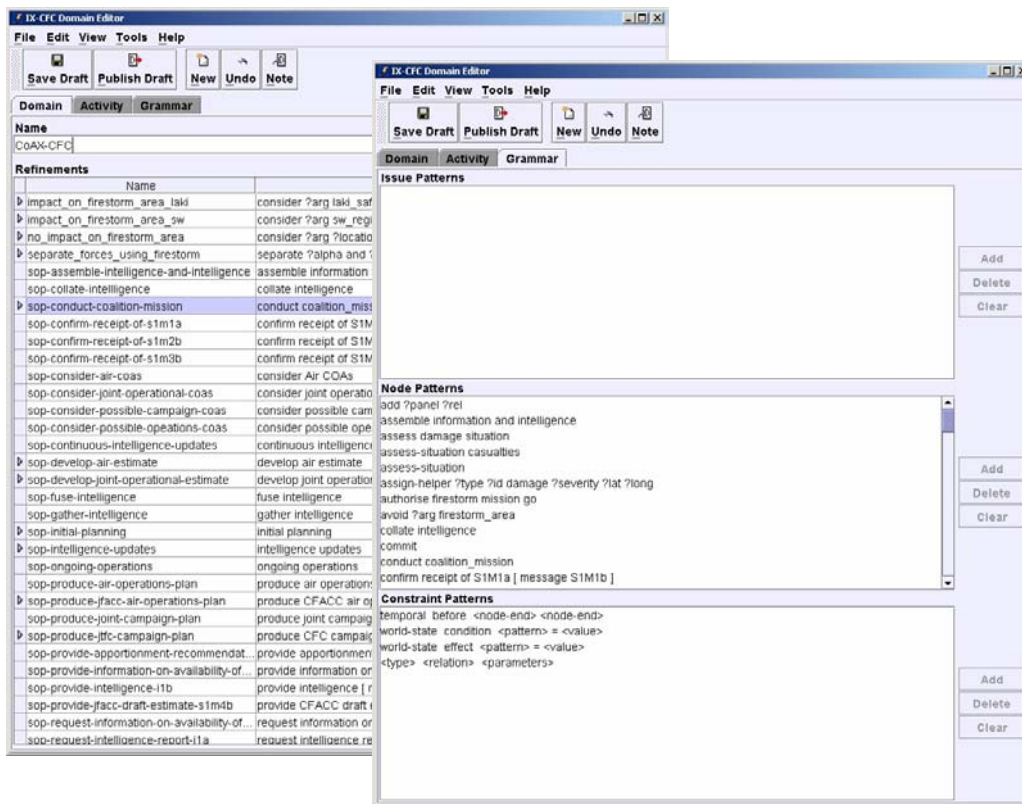 IX-CFC Domain Editor
File Edit View Tools Help
Save Draft Publish Draft New Undo Note
Domain Activity Grammar
Name
CoAX-CFC
Refinements
Name
impact_on_firestorm_area_laki consider ?arg laki_saf
impact_on_firestorm_area_sw consider ?arg sw_regi
no_impact_on_firestorm_area consider ?arg ?locatio
separate_forces_using_firestorm separate ?alpha and ?
sop-assemble-intelligence-and-intelligence assemble information
sop-collate-intelligence collate intelligence
sop-conduct-coalition-mission conduct coalition_miss
sop-confirm-receipt-of-s1m1a confirm receipt of S1M
sop-confirm-receipt-of-s1m2b confirm receipt of S1M
sop-confirm-receipt-of-s1m3b confirm receipt of S1M
sop-consider-air-coas consider Air COAs
sop-consider-joint-operational-coas consider joint operatio
sop-consider-possible-campaign-coas consider possible cam
sop-consider-possible-opeations-coas consider possible ope
sop-continuous-intelligence-updates continuous intelligence
sop-develop-air-estimate develop air estimate
sop-develop-joint-operational-estimate develop joint operation
sop-fuse-intelligence fuse intelligence
sop-gather-intelligence gather intelligence
sop-initial-planning initial planning
sop-intelligence-updates intelligence updates
sop-ongoing-operations ongoing operations
sop-produce-air-operations-plan produce air operations
sop-produce-jfacc-air-operations-plan produce CFACC air op
sop-produce-joint-campaign-plan produce joint campaig
sop-produce-jtfc-campaign-plan produce CFC campaig
sop-provide-apportionment-recommendat... provide apportionmen
sop-provide-information-on-availability-of... provide information on
sop-provide-intelligence-i1b provide intelligence [ r
sop-provide-jfacc-draft-estimate-s1m4b provide CFACC draft e
sop-request-information-on-availability-of... request information or
sop-request-intelligence-report-i1a request intelligence re
IX-CFC Domain Editor
File Edit View Tools Help
Save Draft Publish Draft New Undo Note
Domain Activity Grammar
Issue Patterns
Add
Delete
Clear
Node Patterns
add ?panel ?rel
assemble information and intelligence
assess damage situation
assess-situation casualties
assess-situation
assign-helper ?type ?id damage ?severity ?lat ?long
authorise firestorm mission go
avoid ?arg firestorm_area
collate intelligence
commit
conduct coalition_mission
confirm receipt of S1M1a [ message S1M1b ]
Add
Delete
Clear
Constraint Patterns
temporal before <node-end> <node-end>
world-state condition <pattern> = <value>
world-state effect <pattern> = <value>
<type> <relation> <parameters>
Add
Delete
Clear